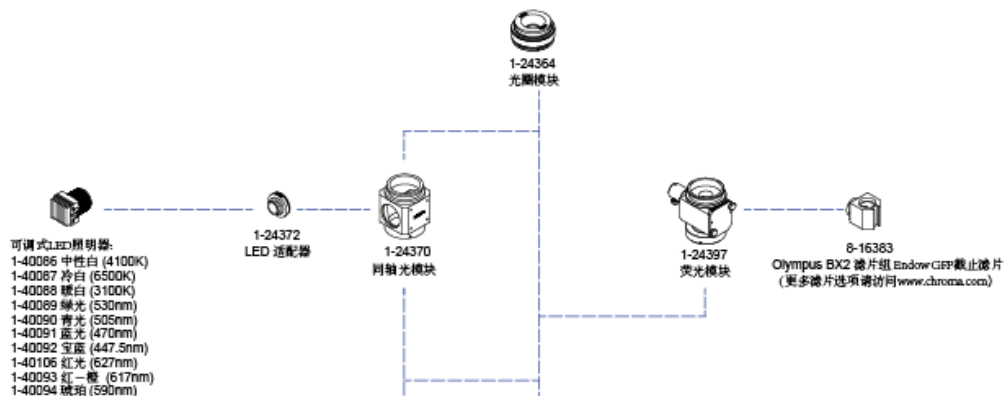 1-24364
光圈模块
1-24372
LED 适配器
1-24370
同轴光模块
1-24397
荧光模块
8-16383
Olympus BX2 滤片组 Endow GFP截止滤片
(更多滤片选项请访问www.chroma.com)
可调式LED照明器:
1-40086 中性白 (4100K)
1-40087 冷白 (6500K)
1-40088 暖白 (3100K)
1-40089 绿光 (530nm)
1-40090 青光 (505nm)
1-40091 蓝光 (470nm)
1-40092 宝蓝 (447.5nm)
1-40106 红光 (627nm)
1-40093 红一橙 (617nm)
1-40094 琥珀 (590nm)